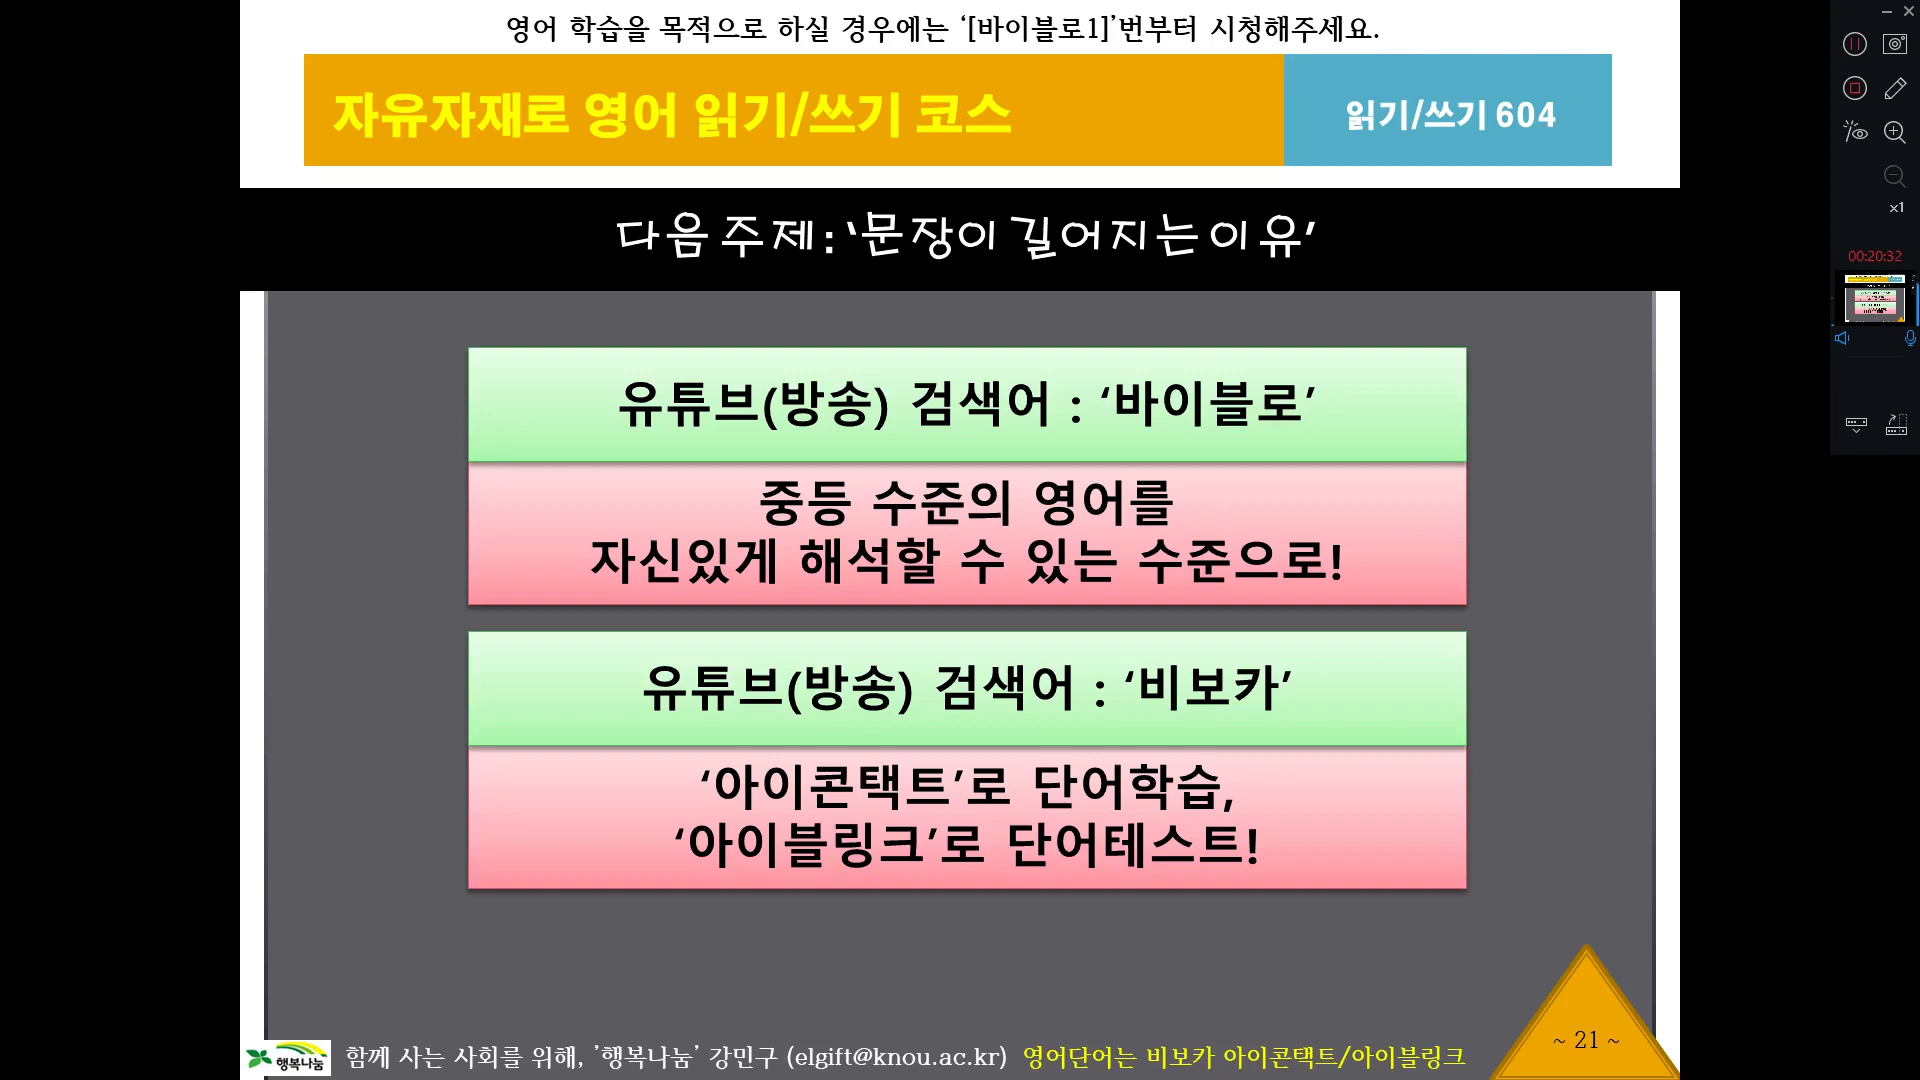 영어 학습을 목적으로 하실 경우에는 ‘[바이블로1]’번부터 시청해주세요.
자유자재로 영어 읽기/쓰기 코스
읽기/쓰기 604
다음 주제 : ‘문장이 길어지는 이유’
유튜브(방송) 검색어 : ‘바이블로’
중등 수준의 영어를
자신있게 해석할 수 있는 수준으로!
유튜브(방송) 검색어 : ‘비보카’
‘아이콘택트’로 단어학습,
‘아이블링크’로 단어테스트!
~ 21 ~
행복나눔
함께 사는 사회를 위해, ’행복나눔’ 강민구 (elgift@knou.ac.kr) 영어단어는 비보카 아이콘택트/아이블링크
x1
00:20:32